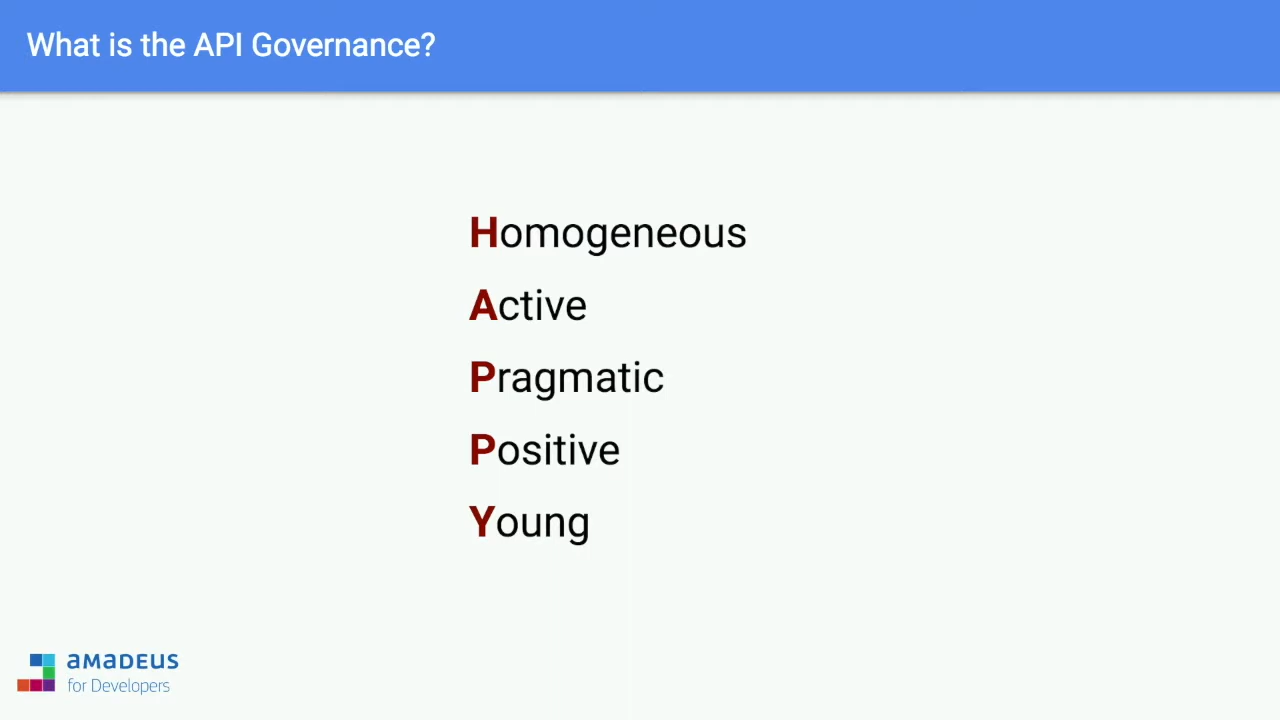 What is the API Governance?
Homogeneous
Active
Pragmatic
Positive
Young
amaDEUS
for Developers